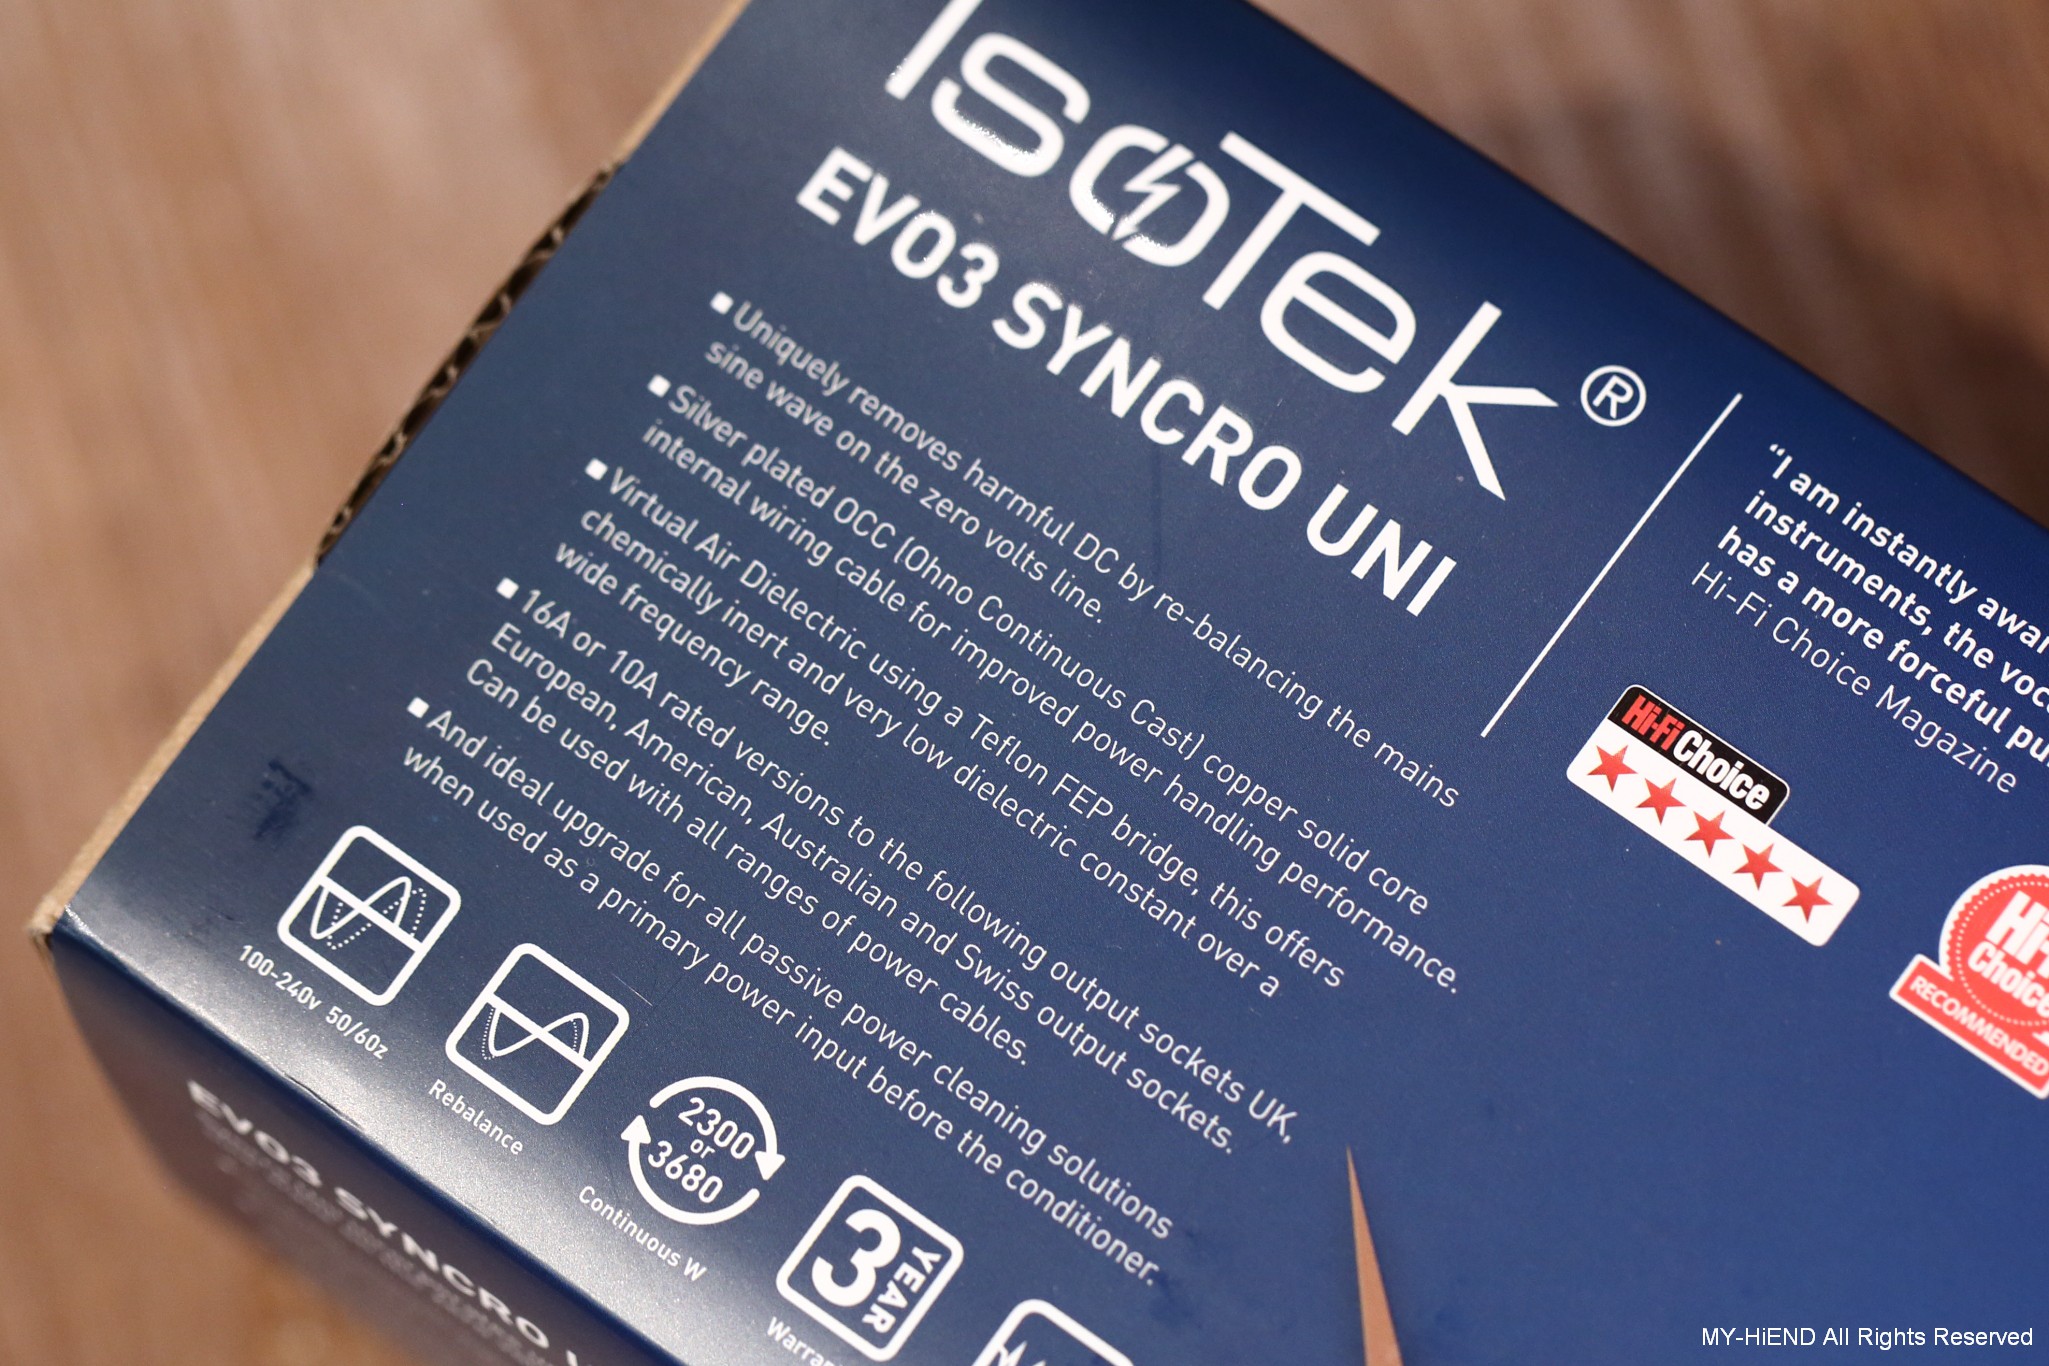 IsoTek®
EVO3 SYNCRO UNI
■ Uniquely removes harmful DC by re-balancing the mains
sine wave on the zero volts line.
■ Silver plated OCC (Ohno Continuous Cast) copper solid core
internal wiring cable for improved power handling performance.
■ Virtual Air Dielectric using a Teflon FEP bridge, this offers
chemically inert and very low dielectric constant over a
wide frequency range.
■ 16A or 10A rated versions to the following output sockets UK,
European, American, Australian and Swiss output sockets.
Can be used with all ranges of power cables.
■ And ideal upgrade for all passive power cleaning solutions
when used as a primary power input before the conditioner.
100-240v 50/60z
Rebalance
2300
or
3680
Continuous W
3 YEAR
"I am instantly
instruments, the
has a more forceful
Hi-Fi Choice Magazine
Hi-Fi Choice
Hi-Fi
Choice
RECOMMENDED
EVO3 SYNCRO
MY-HiEND All Rights Reserved